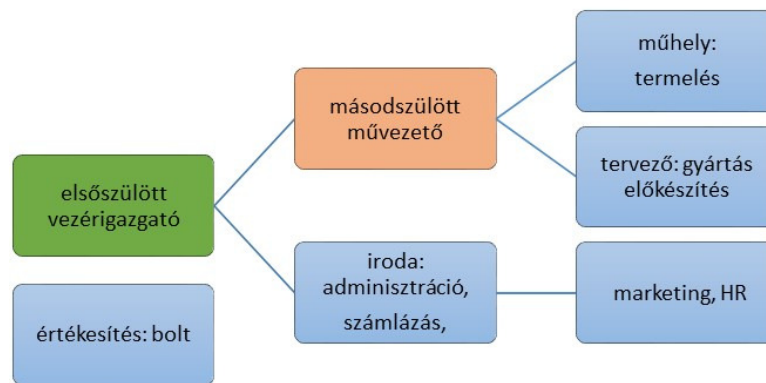 műhely:
termelés
másodszülött
művezető
tervező: gyártás
előkészítés
elsőszülött
vezérigazgató
iroda:
adminisztráció,
számlázás,
marketing, HR
értékesítés: bolt